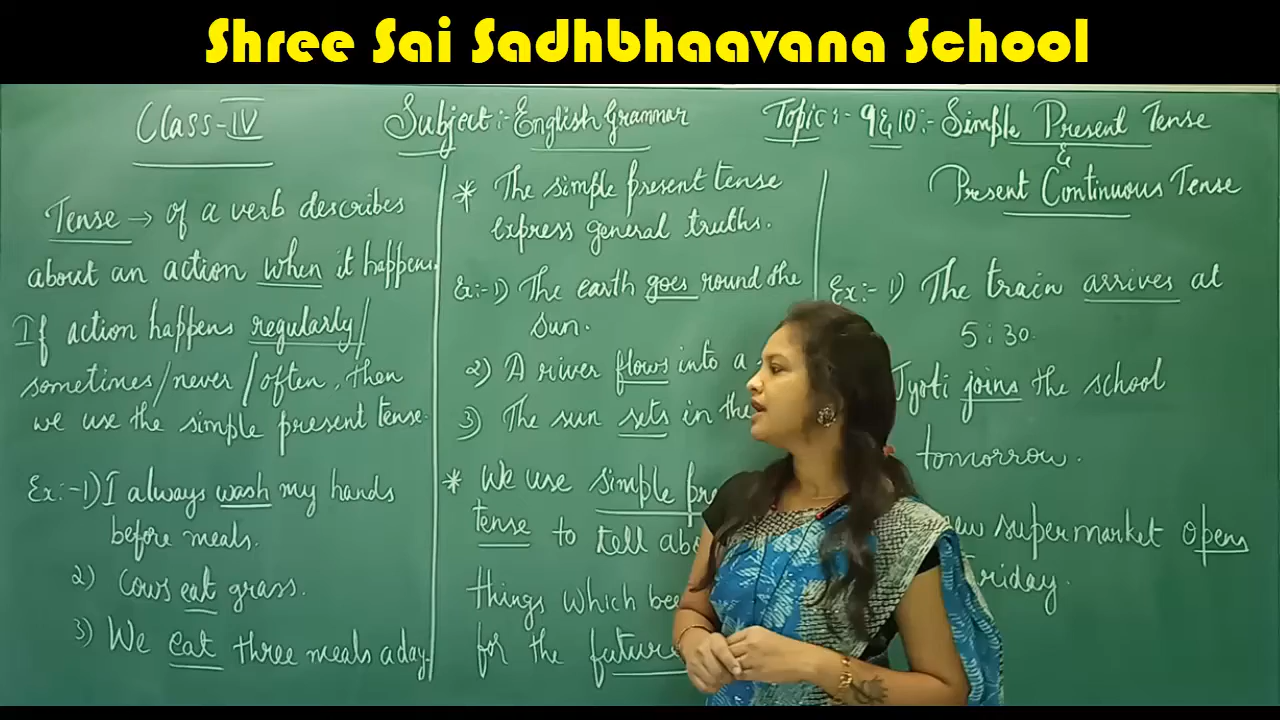 Shree Sai Sadhbhaavana School
Class-IV
Subject:- English Grammar
Topic:- 9 & 10:- Simple Present Tense
&
Present Continuous Tense
Tense → of a verb describes
about an action when it happens.
If action happens regularly/
sometimes/never/often, then
we use the simple present tense.
Ex:-1) I always wash my hands
before meals.
2) Cows eat grass.
3) We eat three meals a day.
* The simple present tense
express general truths.
Ex:-1) The earth goes round the
sun.
2) A river flows into a
3) The sun sets in the
* We use simple
tense to tell
things which
for the future
Ex:- 1) The train arrives at
5:30.
Jyoti joins the school
tomorrow.
supermarket opens
Friday.